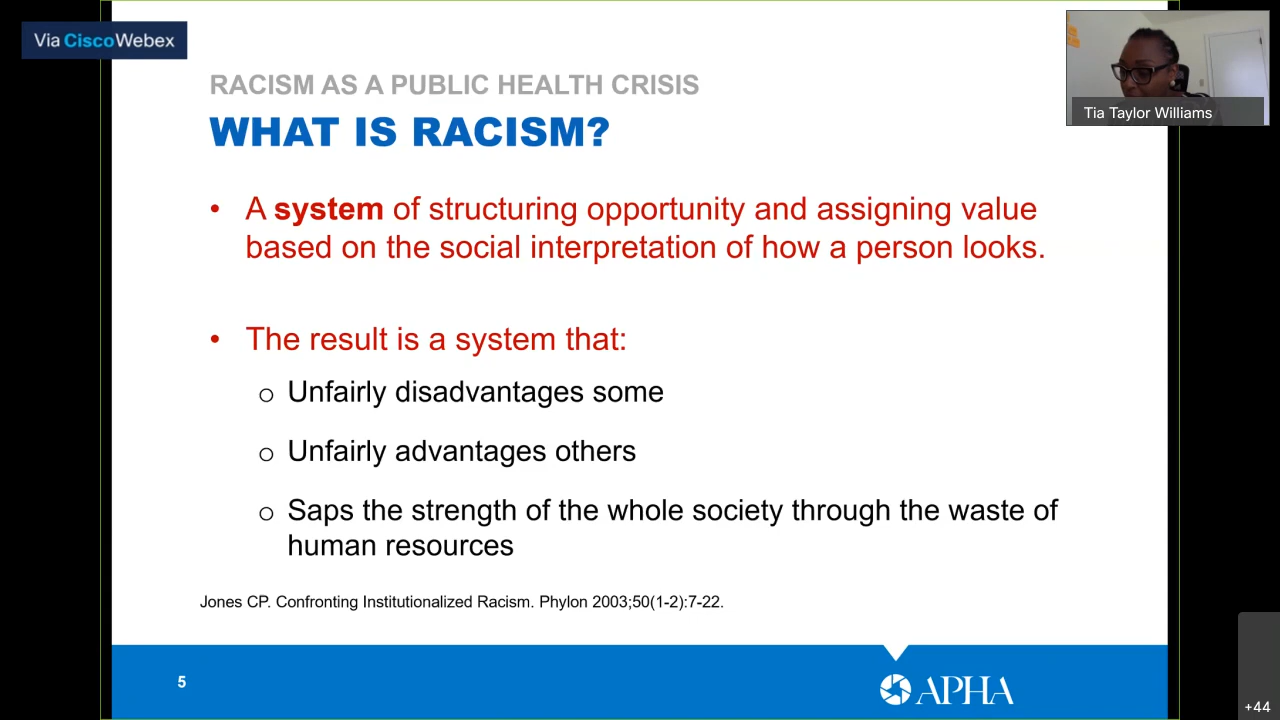 Via Cisco Webex
Tia Taylor Williams
RACISM AS A PUBLIC HEALTH CRISIS
WHAT IS RACISM?
• A system of structuring opportunity and assigning value
based on the social interpretation of how a person looks.
• The result is a system that:
o Unfairly disadvantages some
o Unfairly advantages others
o Saps the strength of the whole society through the waste of
human resources
Jones CP. Confronting Institutionalized Racism. Phylon 2003;50(1-2):7-22.
5
APHA
+44